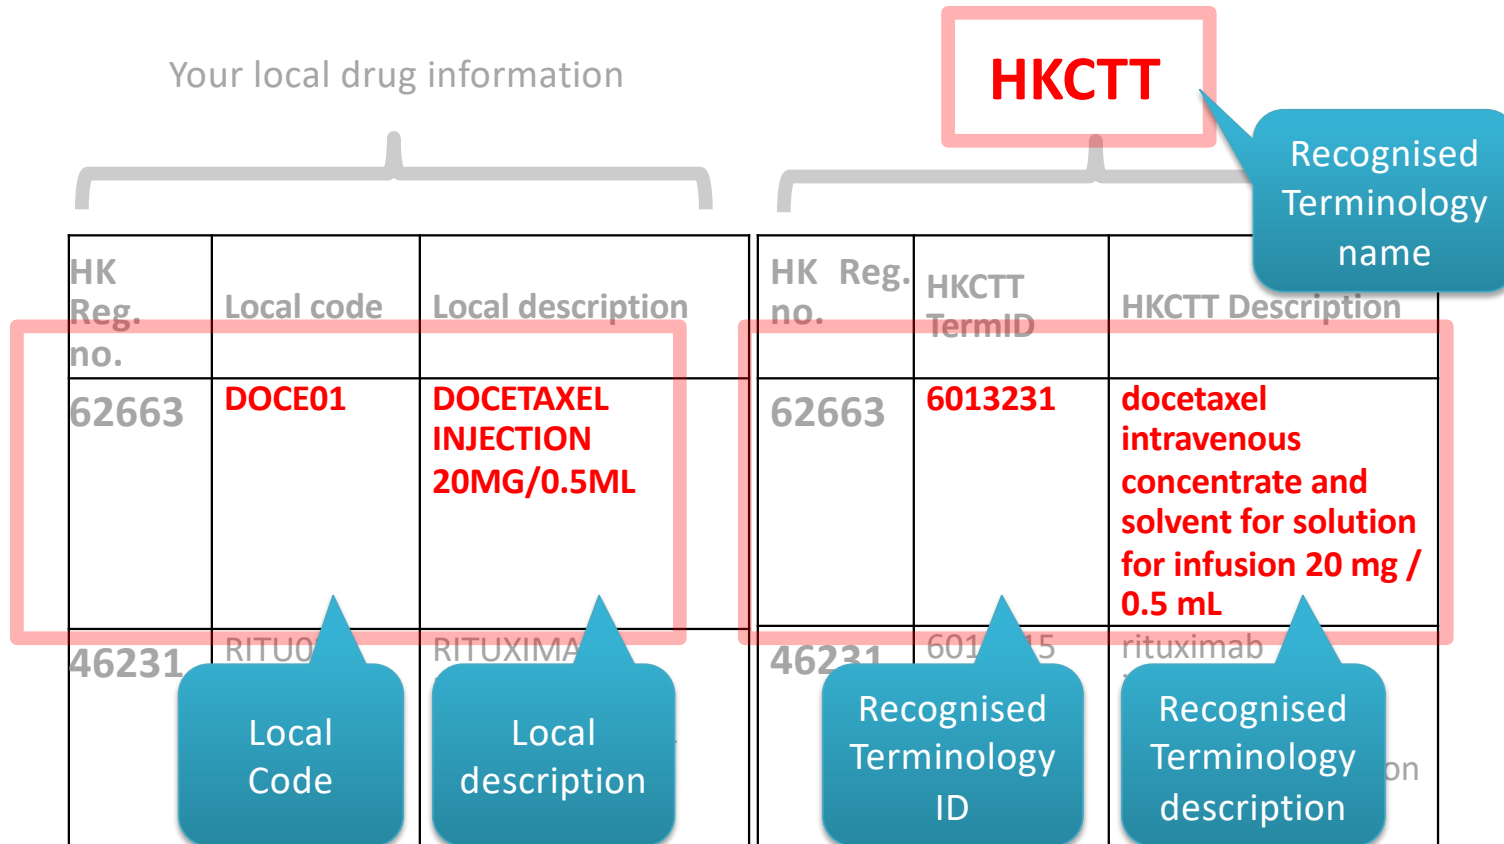 Your local drug information
HKCTT
Recognised
Terminology
name
HK
Reg.
no.
Local code
Local description
HK Reg.
no.
HKCTT
TermID
HKCTT Description
62663
DOCE01
DOCETAXEL
INJECTION
20MG/0.5ML
62663
6013231
docetaxel
intravenous
concentrate and
solvent for solution
for infusion 20 mg /
0.5 mL
46231
46231
rituximab
Local
Code
Local
description
Recognised
Terminology
ID
Recognised
Terminology
description